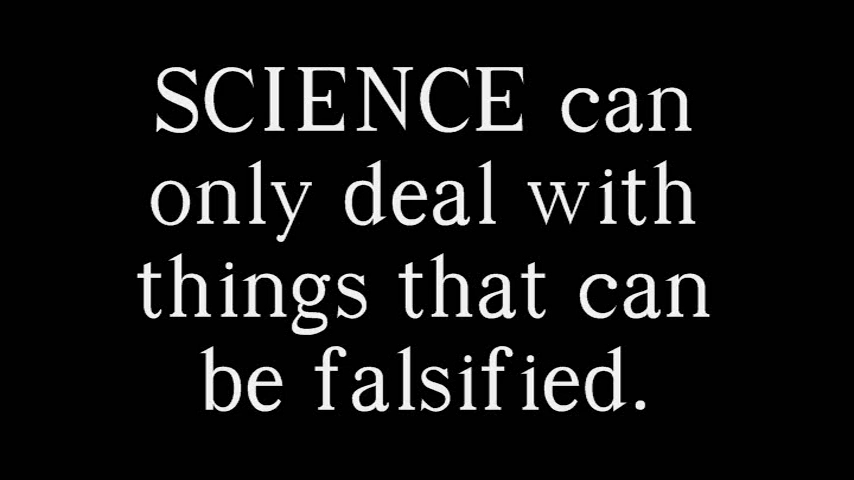 SCIENCE can
only deal with
things that can
be falsified.